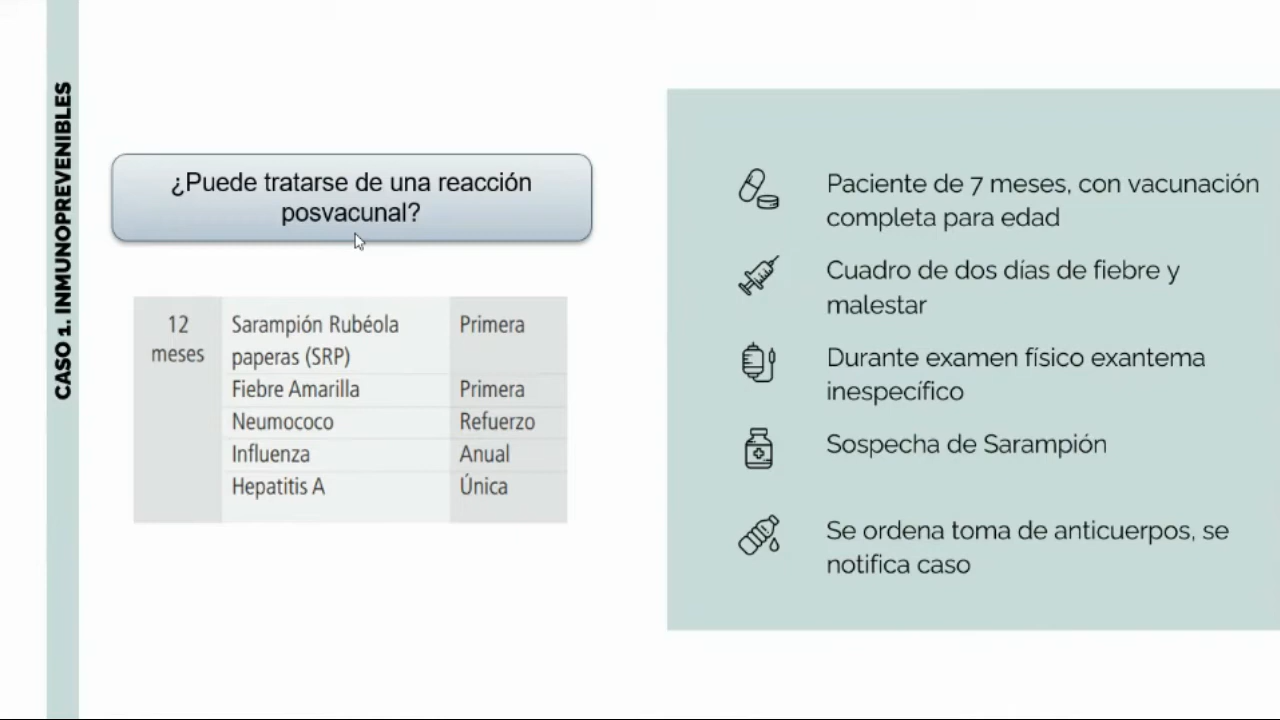 CASO 1. INMUNOPREVENIBLES
¿Puede tratarse de una reacción
posvacunal?
12
meses
Sarampión Rubéola
paperas (SRP)
Primera
Fiebre Amarilla
Primera
Neumococo
Refuerzo
Influenza
Anual
Hepatitis A
Única
Paciente de 7 meses, con vacunación
completa para edad
Cuadro de dos días de fiebre y
malestar
Durante examen físico exantema
inespecífico
Sospecha de Sarampión
Se ordena toma de anticuerpos, se
notifica caso